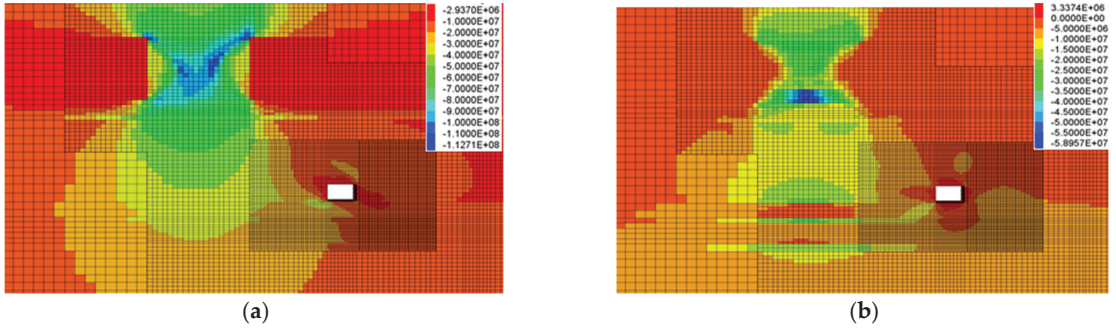 -2.9370E+06
-1.0000E+07
-2.0000E+07
-3.0000E+07
-4.0000E+07
-5.0000E+07
-6.0000E+07
-7.0000E+07
-8.0000E+07
-9.0000E+07
-1.0000E+08
-1.1000E+08
-1.1271E+08
3.3374E+06
0.0000E+00
-5.0000E+06
-1.0000E+07
-1.5000E+07
-2.0000E+07
-2.5000E+07
-3.0000E+07
-3.5000E+07
-4.0000E+07
-4.5000E+07
-5.0000E+07
-5.5000E+07
-5.8957E+07
(a)
(b)